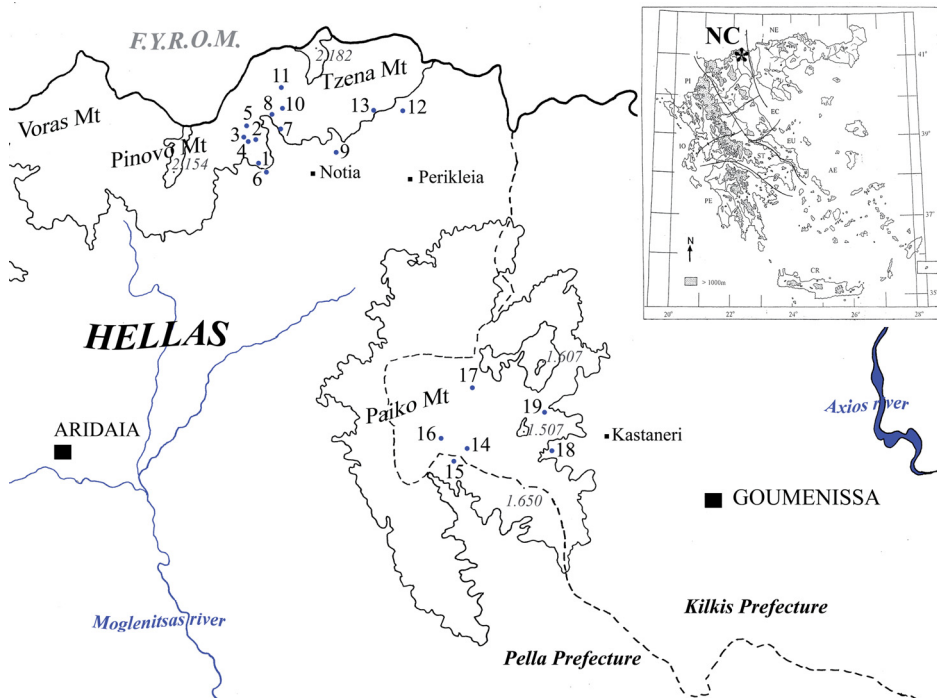 F.Y.R.O.M.
2.182
Tzena Mt
Voras Mt
Pinovo Mt
2.154
11
10
8
7
5
3
2
4
1
6
9
13
12
Notia
Perikleia
HELLAS
ARIDAIA
Moglenitsas river
Paiko Mt
17
16
14
15
19
18
1.607
1.507
1.650
Kastaneri
GOUMENISSA
Axios river
Kilkis Prefecture
Pella Prefecture
NC
NE
PI
EC
IO
ST
EU
AE
PE
CR
N
> 1000m
41°
39°
37°
35°
20°
22°
24°
26°
28°